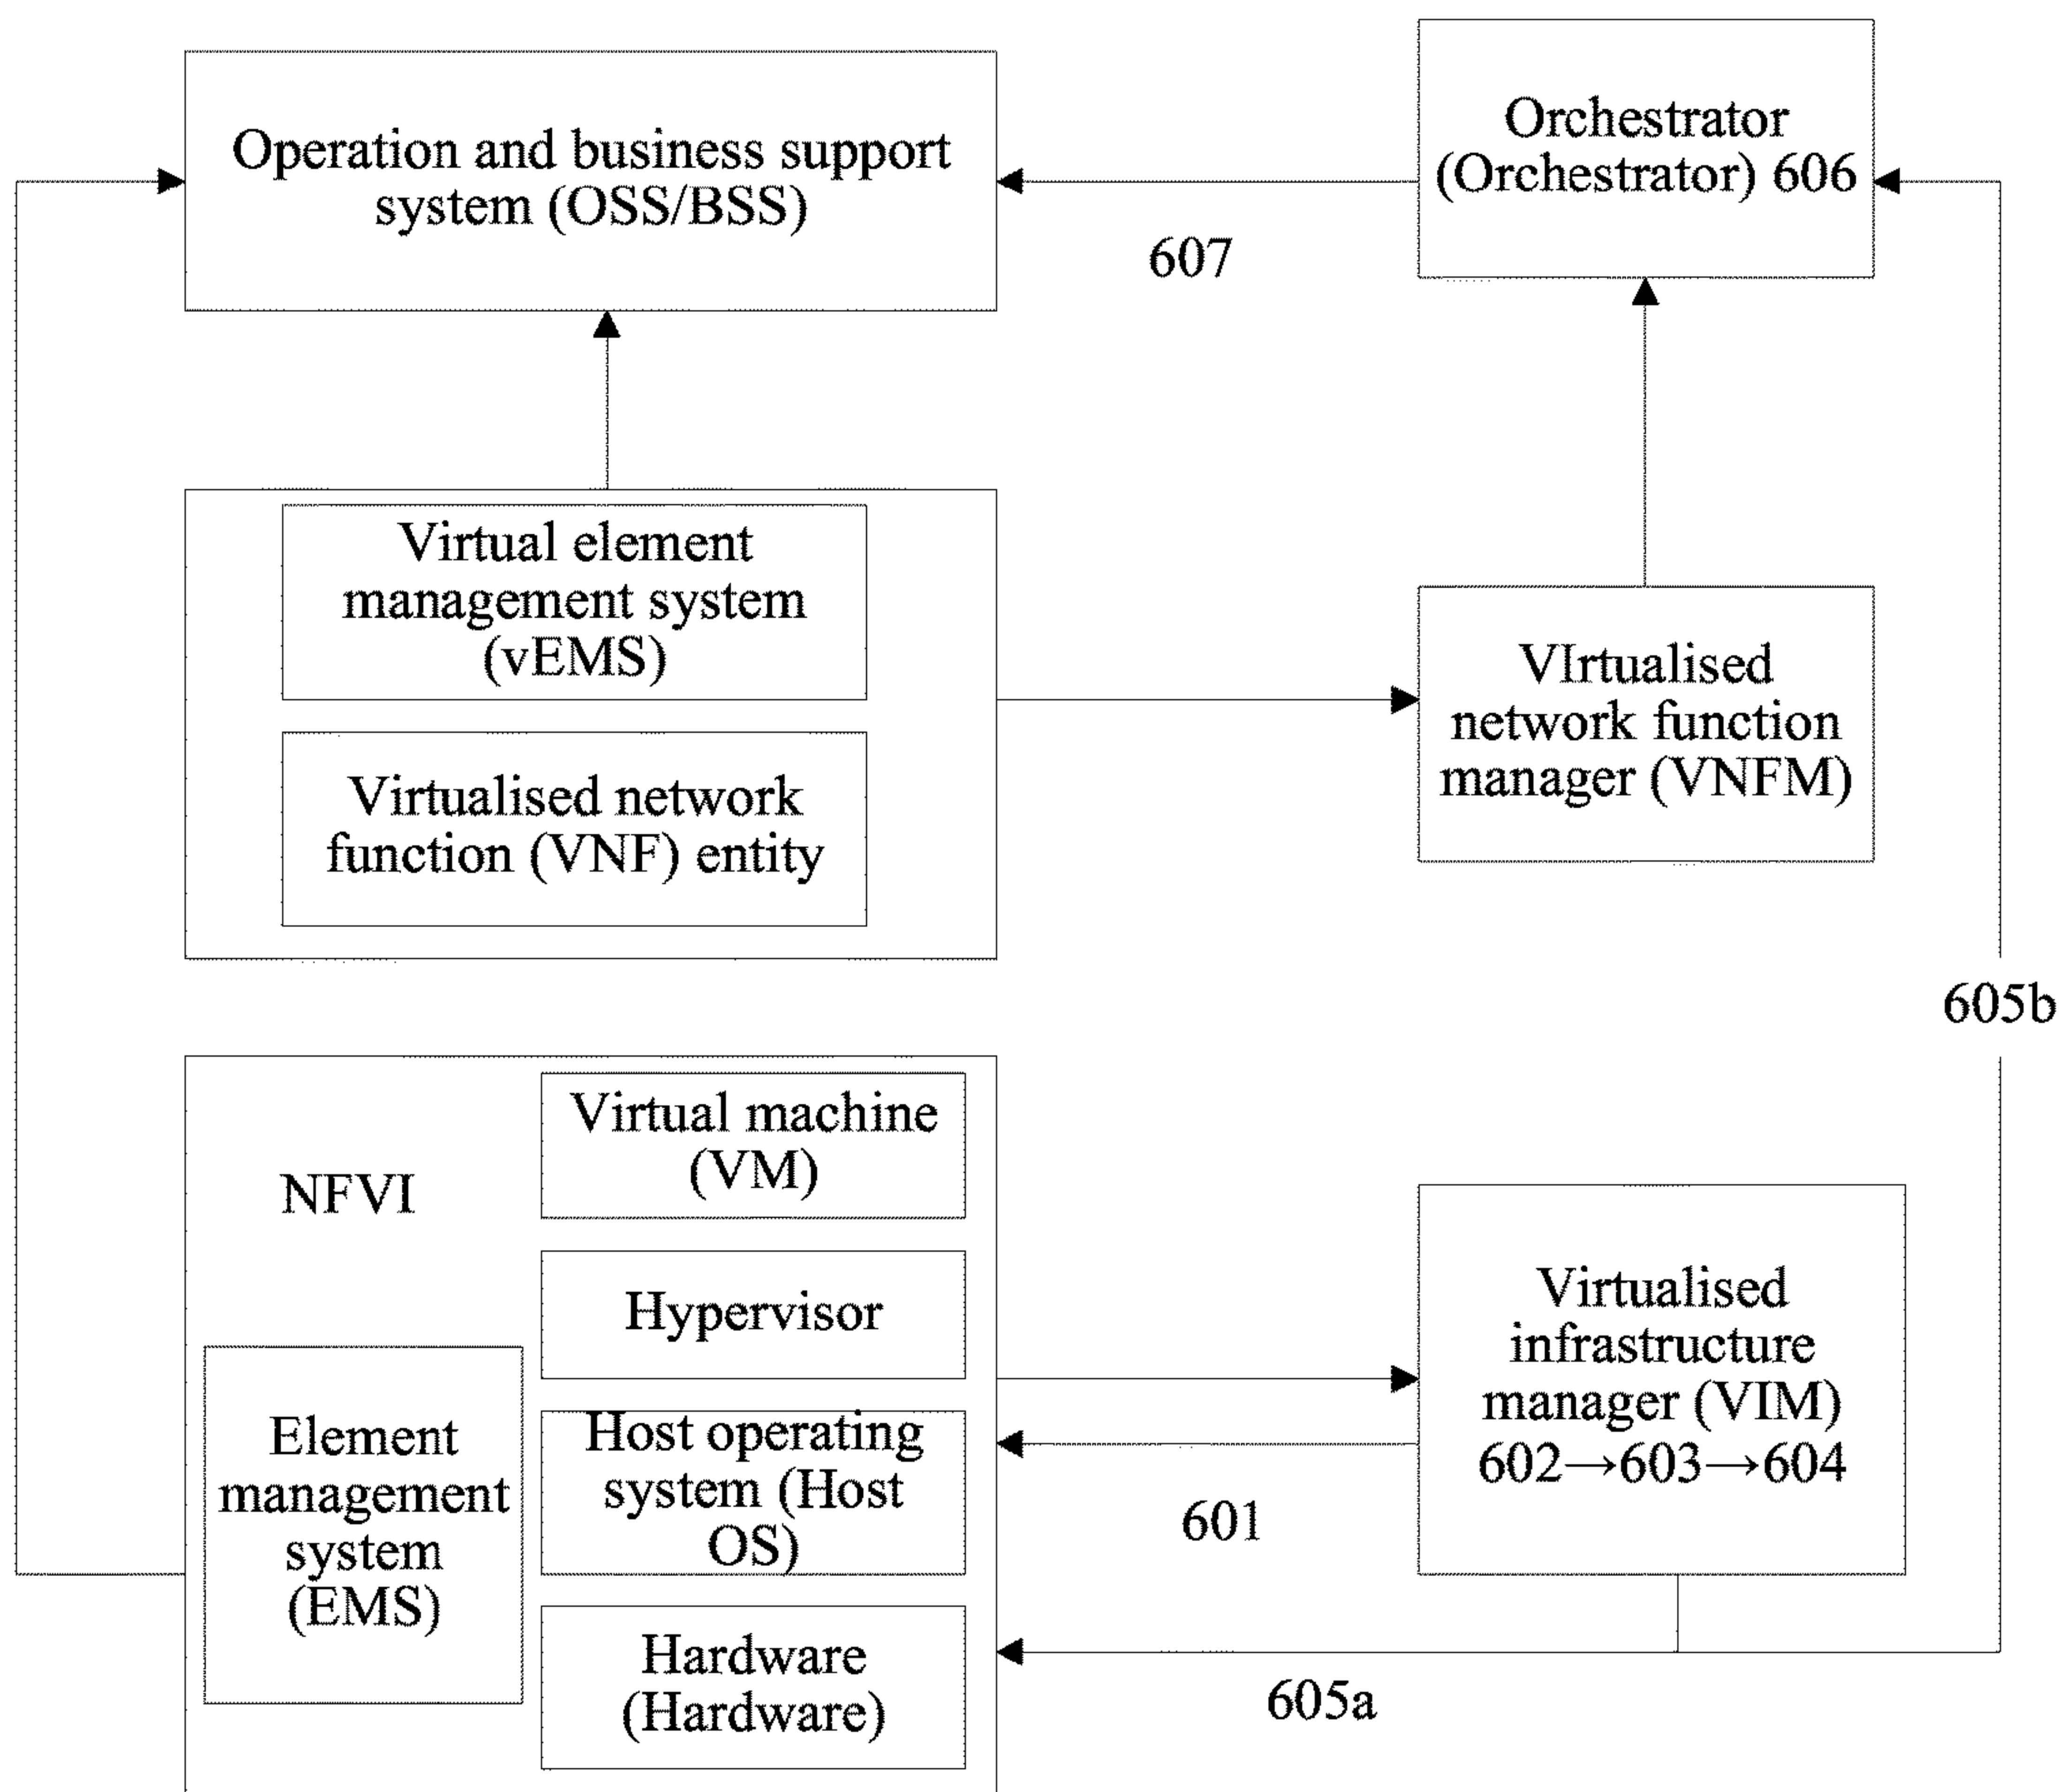 Operation and business support
system (OSS/BSS)
Orchestrator
(Orchestrator) 606
607
Virtual element
management system
(vEMS)
Virtualised network
function (VNF) entity
VIrtualised
network function
manager (VNFM)
605b
NFVI
Virtual machine
(VM)
Hypervisor
Host operating
system (Host
OS)
Hardware
(Hardware)
Element
management
system
(EMS)
Virtualised
infrastructure
manager (VIM)
602→603→604
601
605a